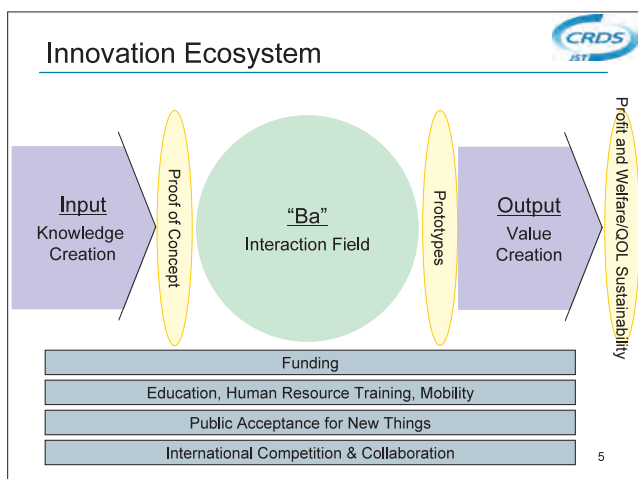 Innovation Ecosystem
CRDS
JST
Input
Knowledge
Creation
Proof of Concept
“Ba”
Interaction Field
Prototypes
Output
Value
Creation
Profit and Welfare/QOL Sustainability
Funding
Education, Human Resource Training, Mobility
Public Acceptance for New Things
International Competition & Collaboration
5